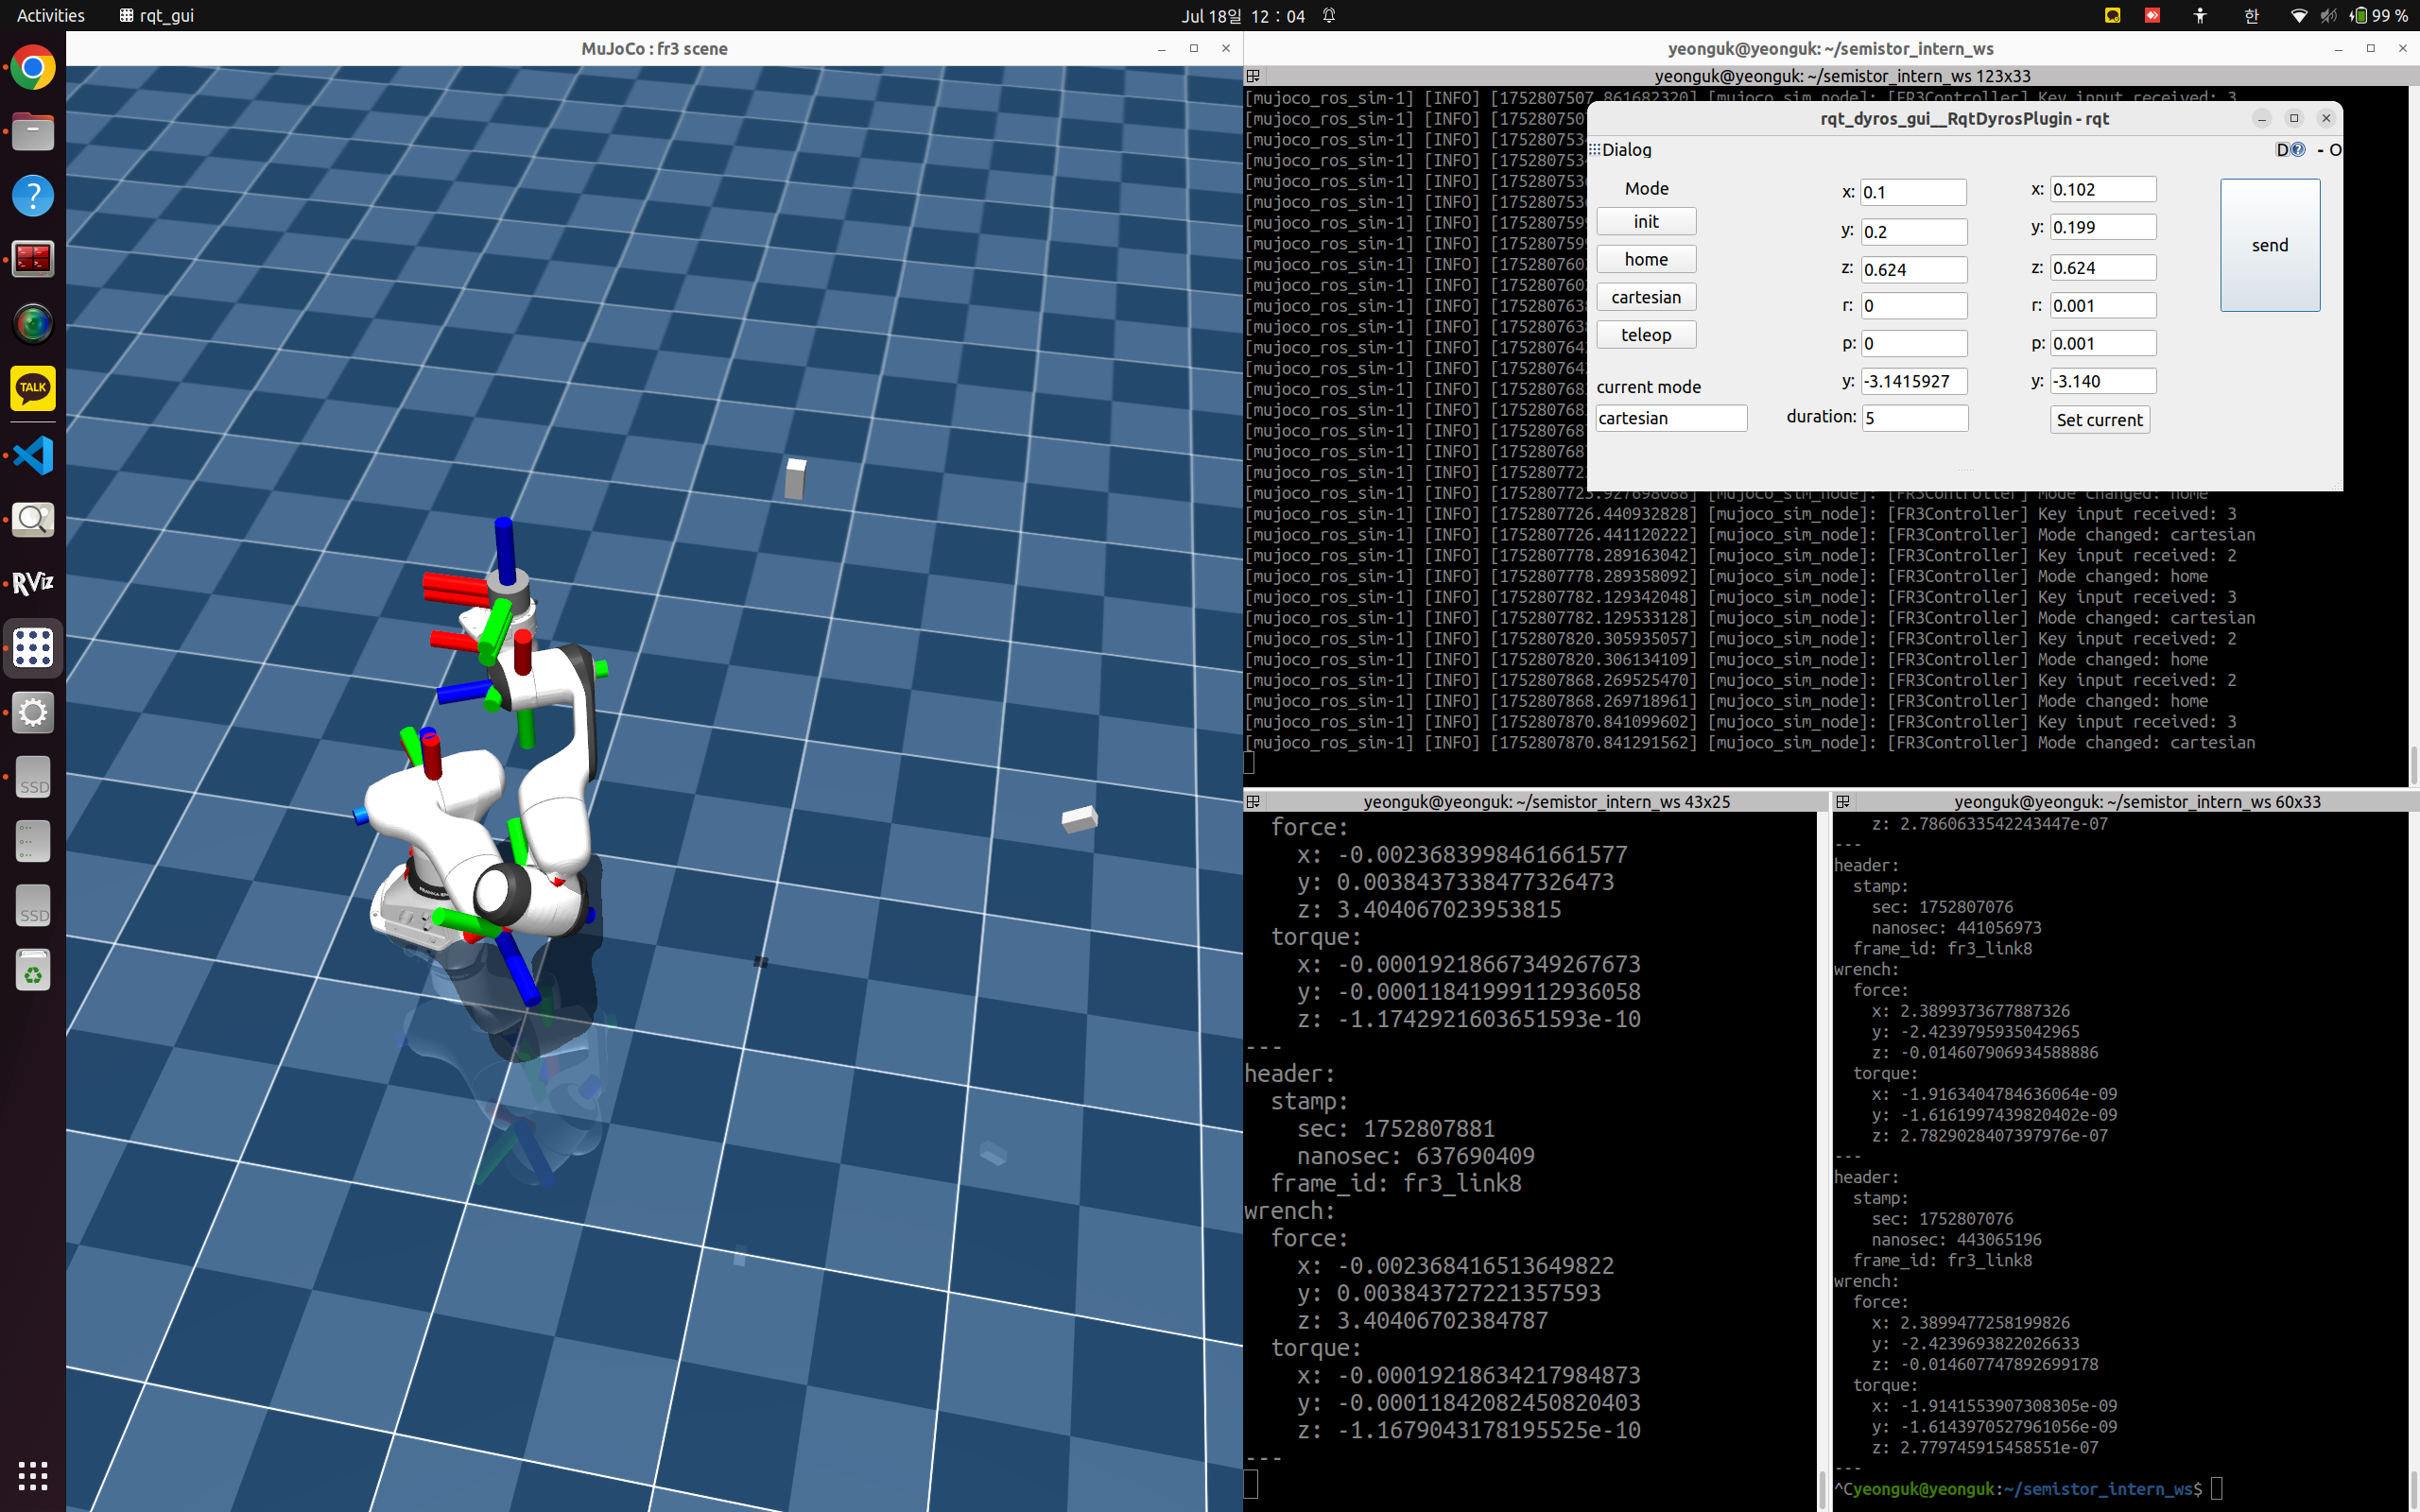 Activities
rqt_gui
Jul 18일 12 : 04
한
99 %
MuJoCo : fr3 scene
TALK
RViz
SSD
SSD
yeonguk@yeonguk: ~/semistor_intern_ws
yeonguk@yeonguk: ~/semistor_intern_ws 123x33
[mujoco_ros_sim-1] [INFO] [1752807507.861682320] [mujoco_sim_node]: [FR3Controller] Key input received: 3
[mujoco_ros_sim-1] [INFO] [175280750
[mujoco_ros_sim-1] [INFO] [175280753
[mujoco_ros_sim-1] [INFO] [175280753
[mujoco_ros_sim-1] [INFO] [175280753
[mujoco_ros_sim-1] [INFO] [175280753
[mujoco_ros_sim-1] [INFO] [175280759
[mujoco_ros_sim-1] [INFO] [175280759
[mujoco_ros_sim-1] [INFO] [175280760
[mujoco_ros_sim-1] [INFO] [175280760
[mujoco_ros_sim-1] [INFO] [175280763
[mujoco_ros_sim-1] [INFO] [175280763
[mujoco_ros_sim-1] [INFO] [175280764
[mujoco_ros_sim-1] [INFO] [175280764
[mujoco_ros_sim-1] [INFO] [175280768
[mujoco_ros_sim-1] [INFO] [175280768
[mujoco_ros_sim-1] [INFO] [175280768
[mujoco_ros_sim-1] [INFO] [175280768
[mujoco_ros_sim-1] [INFO] [175280772
[mujoco_ros_sim-1] [INFO] [1752807723.927698088] [mujoco_sim_node]: [FR3Controller] Mode changed: home
[mujoco_ros_sim-1] [INFO] [1752807726.440932828] [mujoco_sim_node]: [FR3Controller] Key input received: 3
[mujoco_ros_sim-1] [INFO] [1752807726.441120222] [mujoco_sim_node]: [FR3Controller] Mode changed: cartesian
[mujoco_ros_sim-1] [INFO] [1752807778.289163042] [mujoco_sim_node]: [FR3Controller] Key input received: 2
[mujoco_ros_sim-1] [INFO] [1752807778.289358092] [mujoco_sim_node]: [FR3Controller] Mode changed: home
[mujoco_ros_sim-1] [INFO] [1752807782.129342048] [mujoco_sim_node]: [FR3Controller] Key input received: 3
[mujoco_ros_sim-1] [INFO] [1752807782.129533128] [mujoco_sim_node]: [FR3Controller] Mode changed: cartesian
[mujoco_ros_sim-1] [INFO] [1752807820.305935057] [mujoco_sim_node]: [FR3Controller] Key input received: 2
[mujoco_ros_sim-1] [INFO] [1752807820.306134109] [mujoco_sim_node]: [FR3Controller] Mode changed: home
[mujoco_ros_sim-1] [INFO] [1752807868.269525470] [mujoco_sim_node]: [FR3Controller] Key input received: 2
[mujoco_ros_sim-1] [INFO] [1752807868.269718961] [mujoco_sim_node]: [FR3Controller] Mode changed: home
[mujoco_ros_sim-1] [INFO] [1752807870.841099602] [mujoco_sim_node]: [FR3Controller] Key input received: 3
[mujoco_ros_sim-1] [INFO] [1752807870.841291562] [mujoco_sim_node]: [FR3Controller] Mode changed: cartesian
rqt_dyros_gui__RqtDyrosPlugin - rqt
Dialog
D - O
Mode
init
home
cartesian
teleop
current mode
cartesian
x: 0.1
y: 0.2
z: 0.624
r: 0
p: 0
y: -3.1415927
duration: 5
x: 0.102
y: 0.199
z: 0.624
r: 0.001
p: 0.001
y: -3.140
Set current
send
yeonguk@yeonguk: ~/semistor_intern_ws 43x25
force:
x: -0.0023683998461661577
y: 0.0038437338477326473
z: 3.404067023953815
torque:
x: -0.00019218667349267673
y: -0.00011841999112936058
z: -1.1742921603651593e-10
---
header:
stamp:
sec: 1752807881
nanosec: 637690409
frame_id: fr3_link8
wrench:
force:
x: -0.002368416513649822
y: 0.003843727221357593
z: 3.40406702384787
torque:
x: -0.00019218634217984873
y: -0.00011842082450820403
z: -1.1679043178195525e-10
---
yeonguk@yeonguk: ~/semistor_intern_ws 60x33
z: 2.7860633542243447e-07
---
header:
stamp:
sec: 1752807076
nanosec: 441056973
frame_id: fr3_link8
wrench:
force:
x: 2.3899373677887326
y: -2.4239795935042965
z: -0.014607906934588886
torque:
x: -1.9163404784636064e-09
y: -1.6161997439820402e-09
z: 2.7829028407397976e-07
---
header:
stamp:
sec: 1752807076
nanosec: 443065196
frame_id: fr3_link8
wrench:
force:
x: 2.3899477258199826
y: -2.4239693822026633
z: -0.014607747892699178
torque:
x: -1.9141553907308305e-09
y: -1.6143970527961056e-09
z: 2.779745915458551e-07
---
^Cyeonguk@yeonguk:~/semistor_intern_ws$